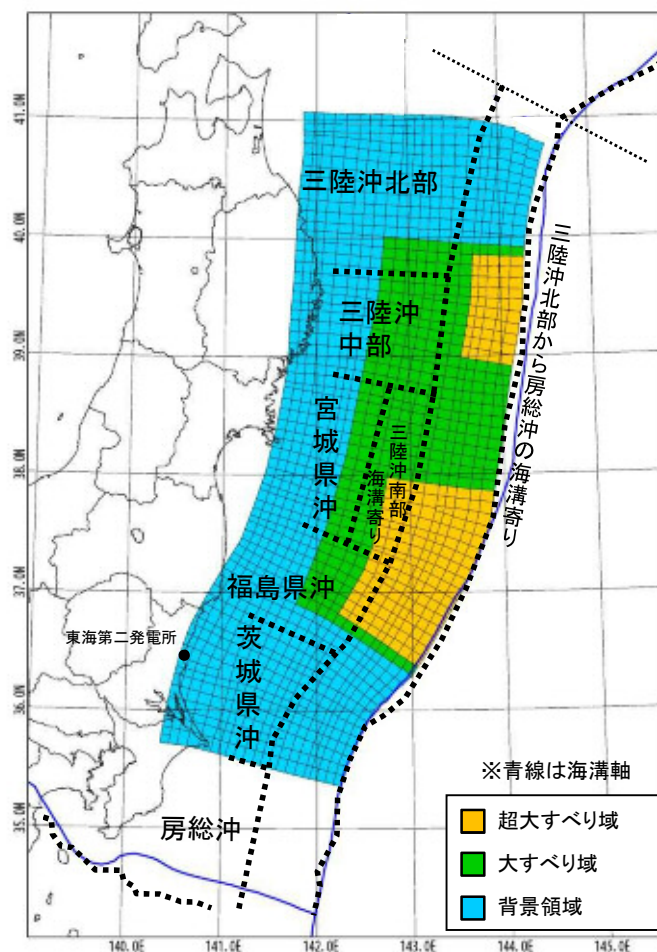 41.0N
40.0N
39.0N
38.0N
37.0N
36.0N
35.0N
三陸沖北部
三陸沖
中部
宮城県沖
三陸沖南部
海溝寄り
三陸沖北部から房総沖の海溝寄り
福島県沖
東海第二発電所
茨城県沖
房総沖
※青線は海溝軸
超大すべり域
大すべり域
背景領域
140.0E
141.0E
142.0E
143.0E
144.0E
145.0E